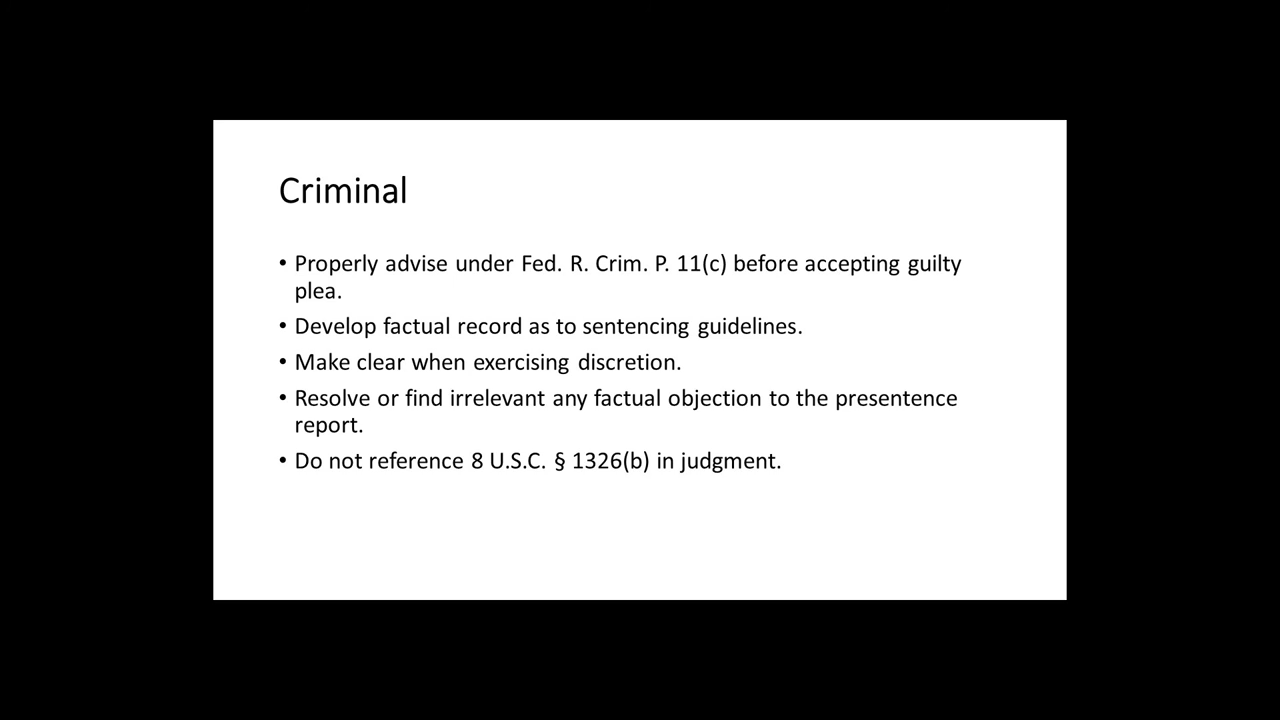 Criminal
• Properly advise under Fed. R. Crim. P. 11(c) before accepting guilty
plea.
• Develop factual record as to sentencing guidelines.
• Make clear when exercising discretion.
• Resolve or find irrelevant any factual objection to the presentence
report.
• Do not reference 8 U.S.C. § 1326(b) in judgment.